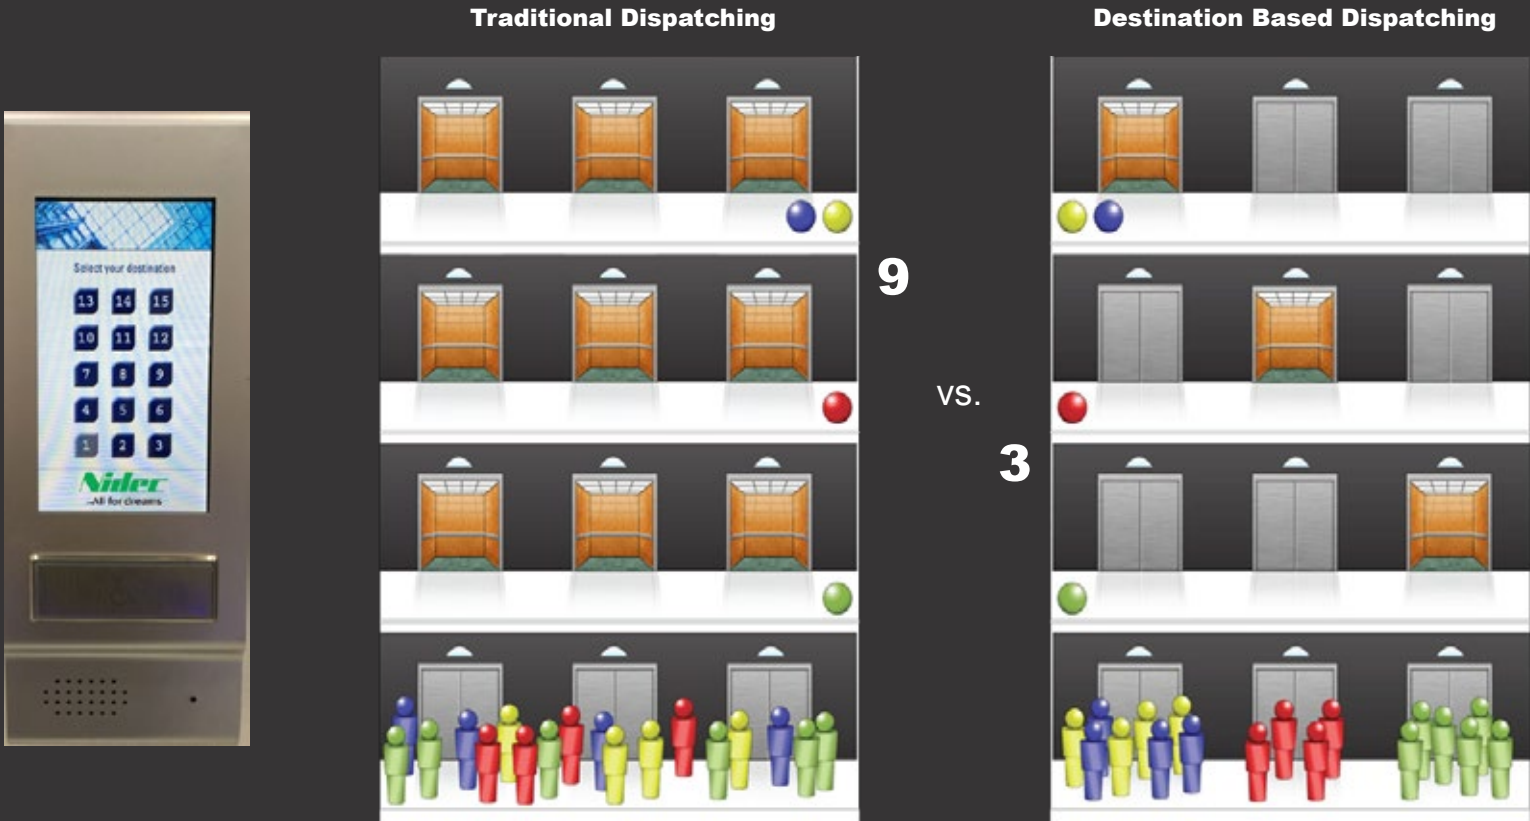 Traditional Dispatching
Destination Based Dispatching
Select your destination
13 14 15
10 11 12
7 8 9
4 5 6
1 2 3
Nidec
–All for dreams
9
vs.
3